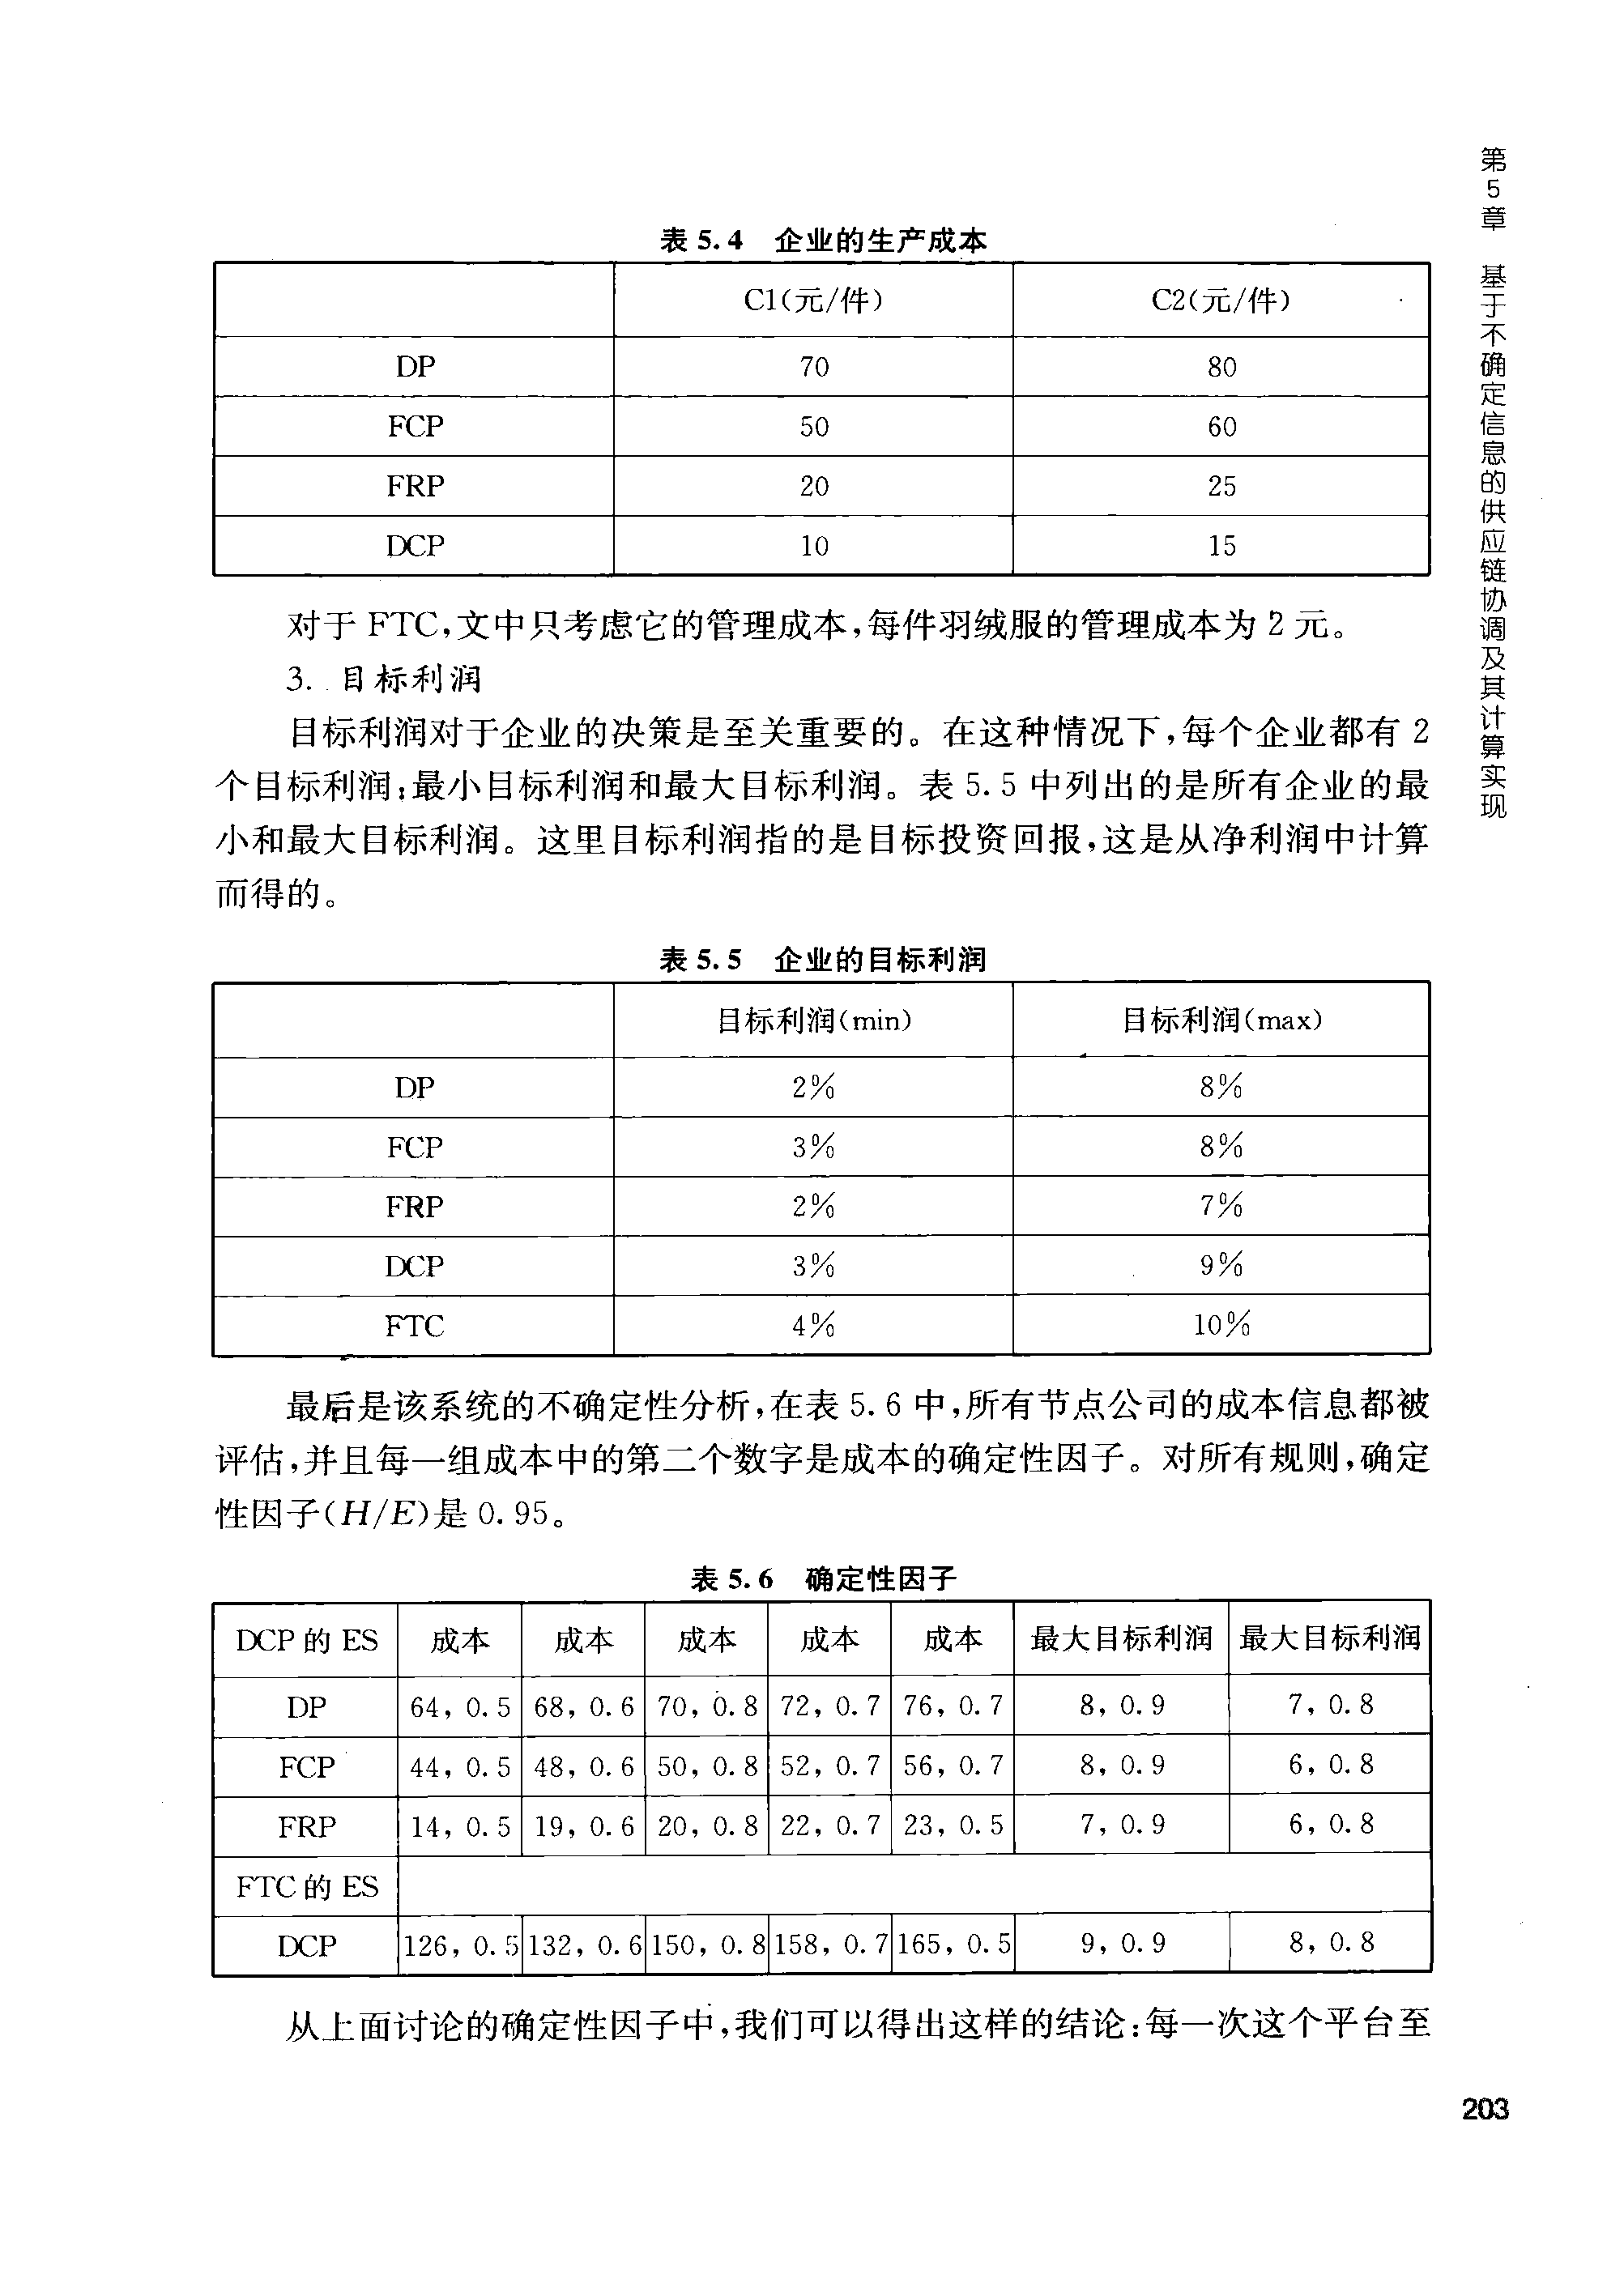 第5章 基于不确定信息的供应链协调及其计算实现
表 5.4 企业的生产成本
C1(元/件) C2(元/件)
DP 70 80
FCP 50 60
FRP 20 25
DCP 10 15
对于 FTC,文中只考虑它的管理成本,每件羽绒服的管理成本为 2 元。
3. 目标利润
目标利润对于企业的决策是至关重要的。在这种情况下,每个企业都有 2
个目标利润:最小目标利润和最大目标利润。表 5.5 中列出的是所有企业的最
小和最大目标利润。这里目标利润指的是目标投资回报,这是从净利润中计算
而得的。
表 5.5 企业的目标利润
目标利润(min) 目标利润(max)
DP 2% 8%
FCP 3% 8%
FRP 2% 7%
DCP 3% 9%
FTC 4% 10%
最后是该系统的不确定性分析,在表 5.6 中,所有节点公司的成本信息都被
评估,并且每一组成本中的第二个数字是成本的确定性因子。对所有规则,确定
性因子(H/E)是 0.95。
表 5.6 确定性因子
DCP 的 ES 成本 成本 成本 成本 成本 最大目标利润 最大目标利润
DP 64, 0.5 68, 0.6 70, 0.8 72, 0.7 76, 0.7 8, 0.9 7, 0.8
FCP 44, 0.5 48, 0.6 50, 0.8 52, 0.7 56, 0.7 8, 0.9 6, 0.8
FRP 14, 0.5 19, 0.6 20, 0.8 22, 0.7 23, 0.5 7, 0.9 6, 0.8
FTC 的 ES
DCP 126, 0.5 132, 0.6 150, 0.8 158, 0.7 165, 0.5 9, 0.9 8, 0.8
从上面讨论的确定性因子中,我们可以得出这样的结论:每一次这个平台至
203